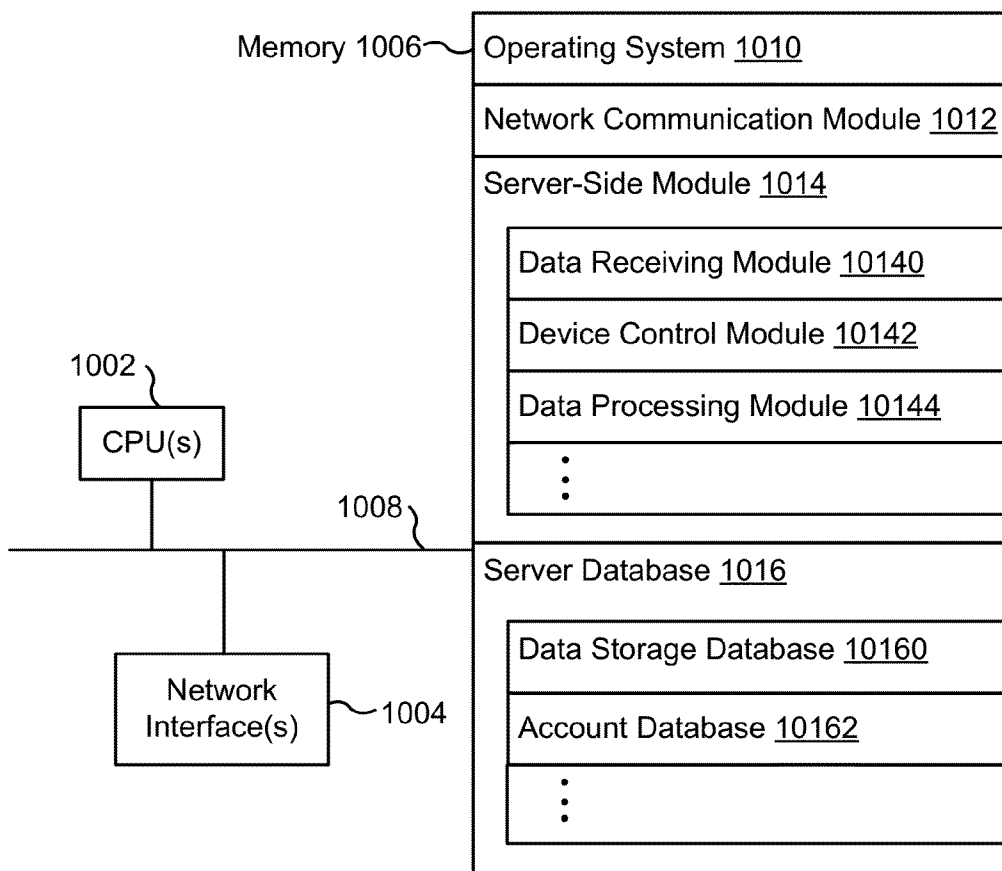 Memory 1006
Operating System 1010
Network Communication Module 1012
Server-Side Module 1014
Data Receiving Module 10140
Device Control Module 10142
Data Processing Module 10144
1002
CPU(s)
1008
Server Database 1016
Data Storage Database 10160
Account Database 10162
Network
Interface(s)
1004